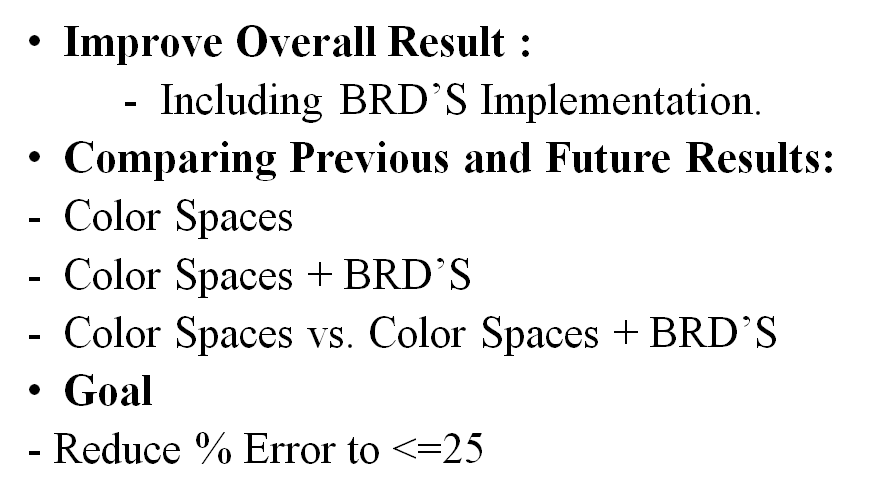 • Improve Overall Result :
- Including BRD’S Implementation.
• Comparing Previous and Future Results:
- Color Spaces
- Color Spaces + BRD’S
- Color Spaces vs. Color Spaces + BRD’S
• Goal
- Reduce % Error to <=25